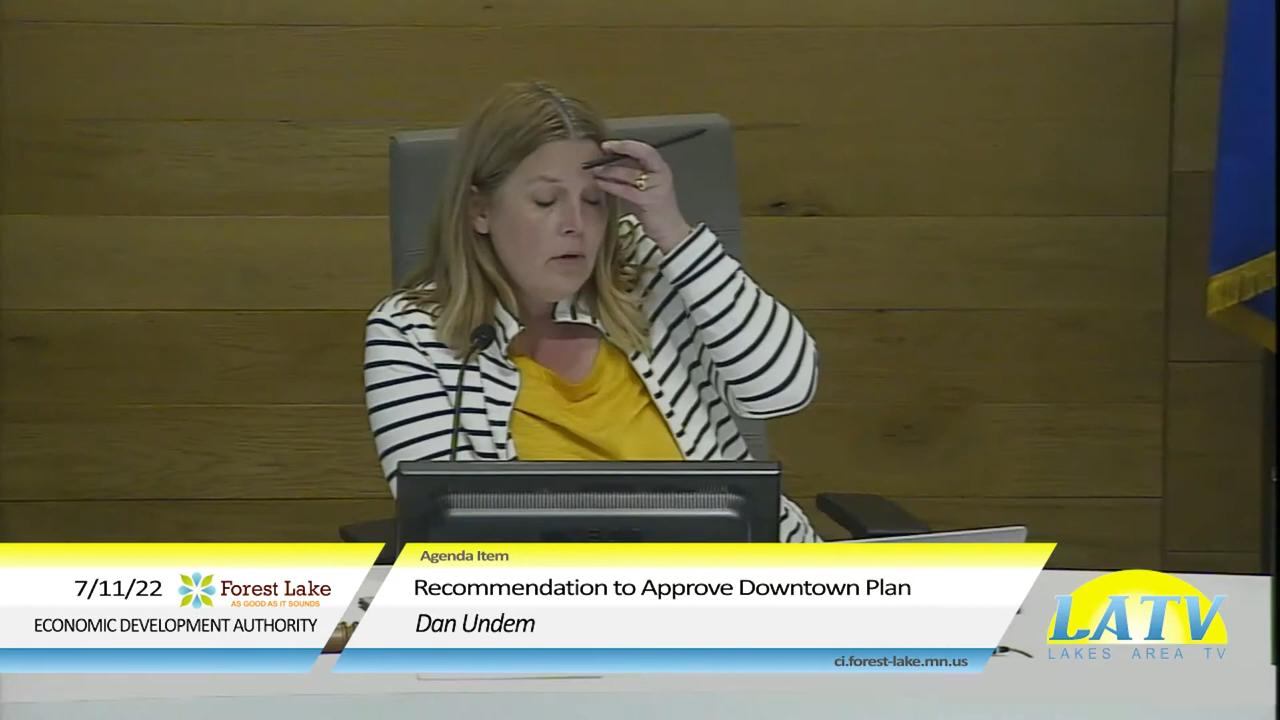 Agenda Item
7/11/22
Forest Lake
AS GOOD AS IT SOUNDS
ECONOMIC DEVELOPMENT AUTHORITY
Recommendation to Approve Downtown Plan
Dan Undem
ci.forest-lake.mn.us
LATV
LAKES AREA TV